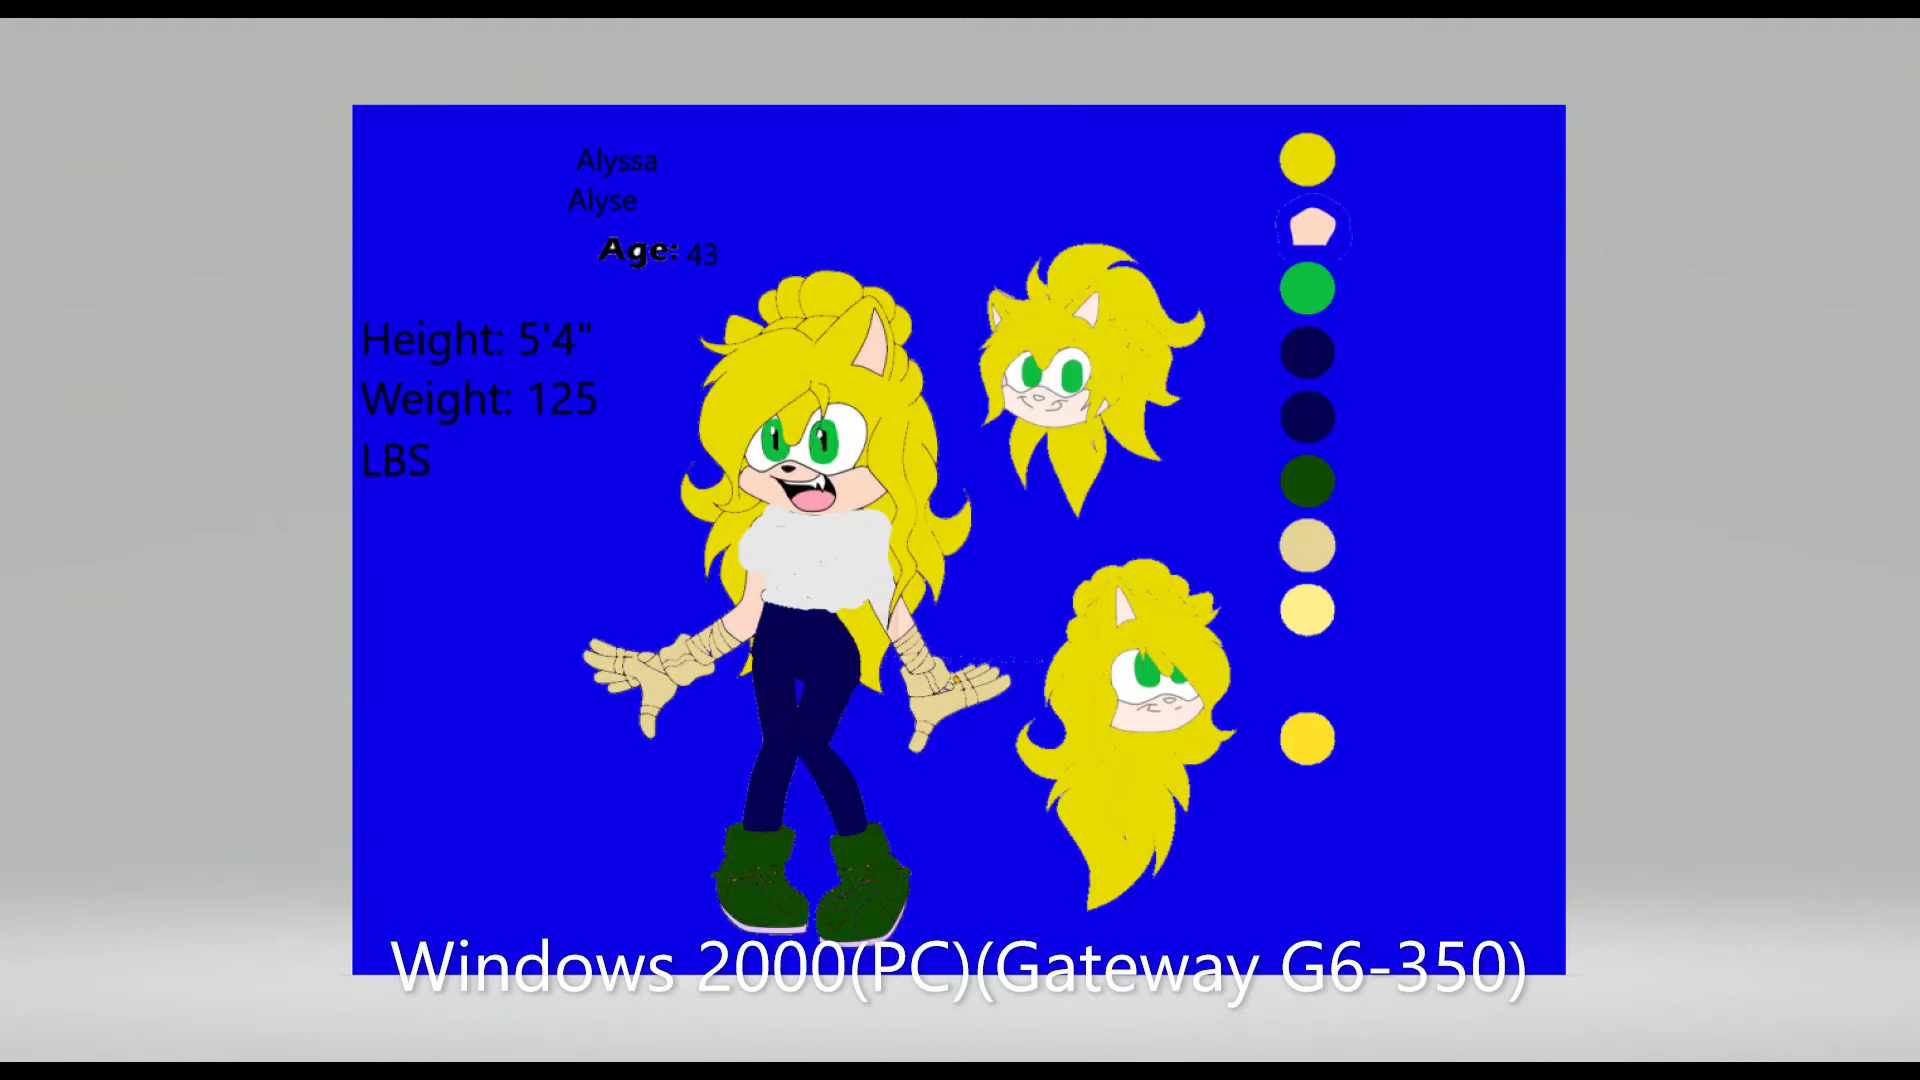 Alyssa
Alyse
Age: 43
Height: 5'4"
Weight: 125
LBS
Windows 2000(PC)(Gateway G6-350)